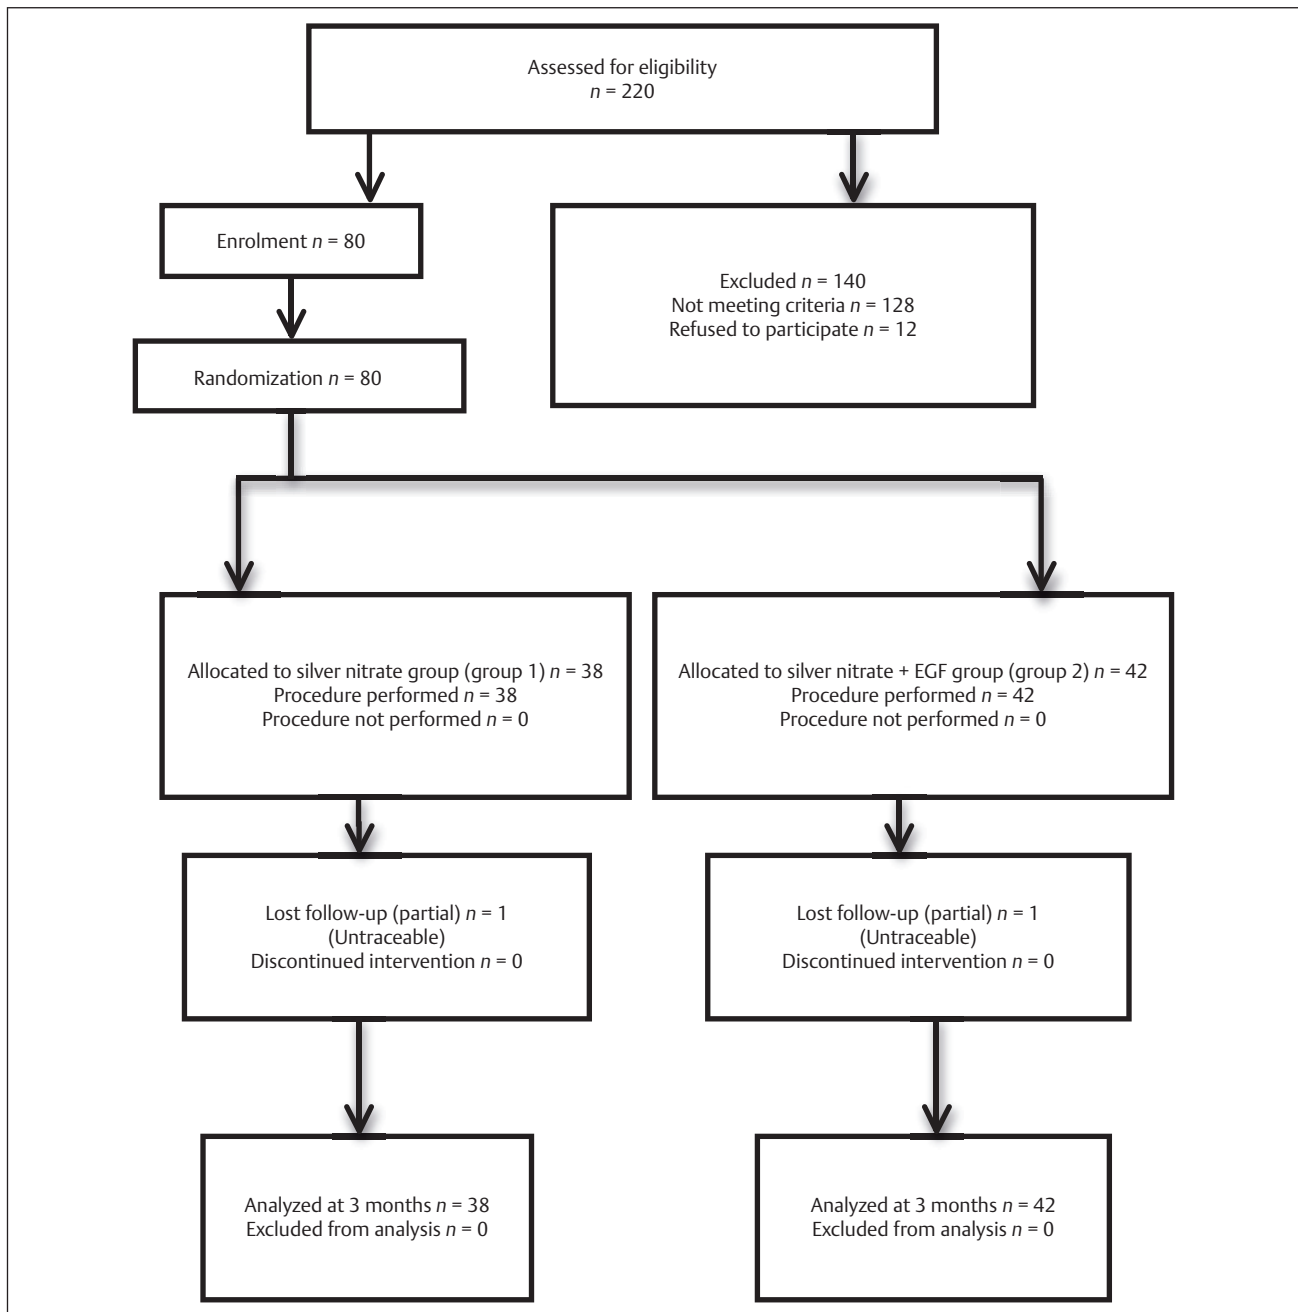 Assessed for eligibility
n = 220
Enrolment n = 80
Excluded n = 140
Not meeting criteria n = 128
Refused to participate n = 12
Randomization n = 80
Allocated to silver nitrate group (group 1) n = 38
Procedure performed n = 38
Procedure not performed n = 0
Allocated to silver nitrate + EGF group (group 2) n = 42
Procedure performed n = 42
Procedure not performed n = 0
Lost follow-up (partial) n = 1
(Untraceable)
Discontinued intervention n = 0
Lost follow-up (partial) n = 1
(Untraceable)
Discontinued intervention n = 0
Analyzed at 3 months n = 38
Excluded from analysis n = 0
Analyzed at 3 months n = 42
Excluded from analysis n = 0